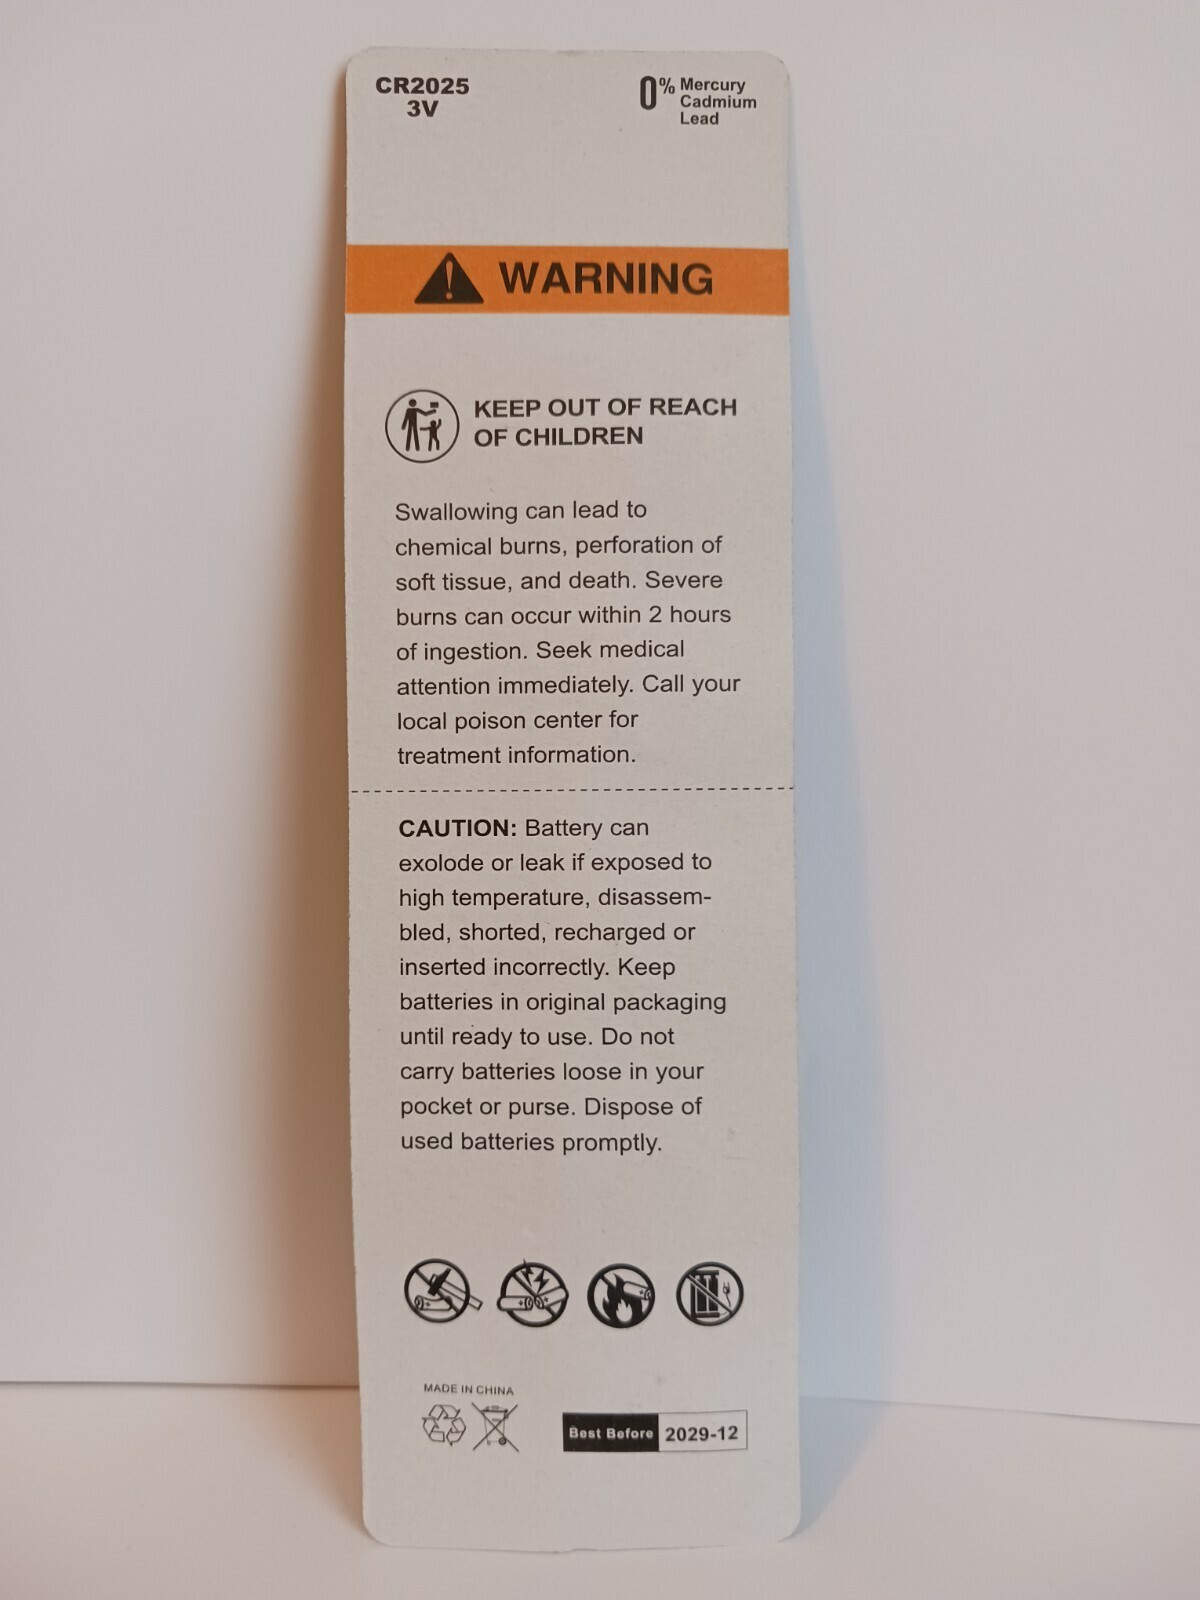 CR2025
3V
0% Mercury
Cadmium
Lead
WARNING
KEEP OUT OF REACH
OF CHILDREN
Swallowing can lead to
chemical burns, perforation of
soft tissue, and death. Severe
burns can occur within 2 hours
of ingestion. Seek medical
attention immediately. Call your
local poison center for
treatment information.
CAUTION: Battery can
exolode or leak if exposed to
high temperature, disassem-
bled, shorted, recharged or
inserted incorrectly. Keep
batteries in original packaging
until ready to use. Do not
carry batteries loose in your
pocket or purse. Dispose of
used batteries promptly.
MADE IN CHINA
Best Before 2029-12